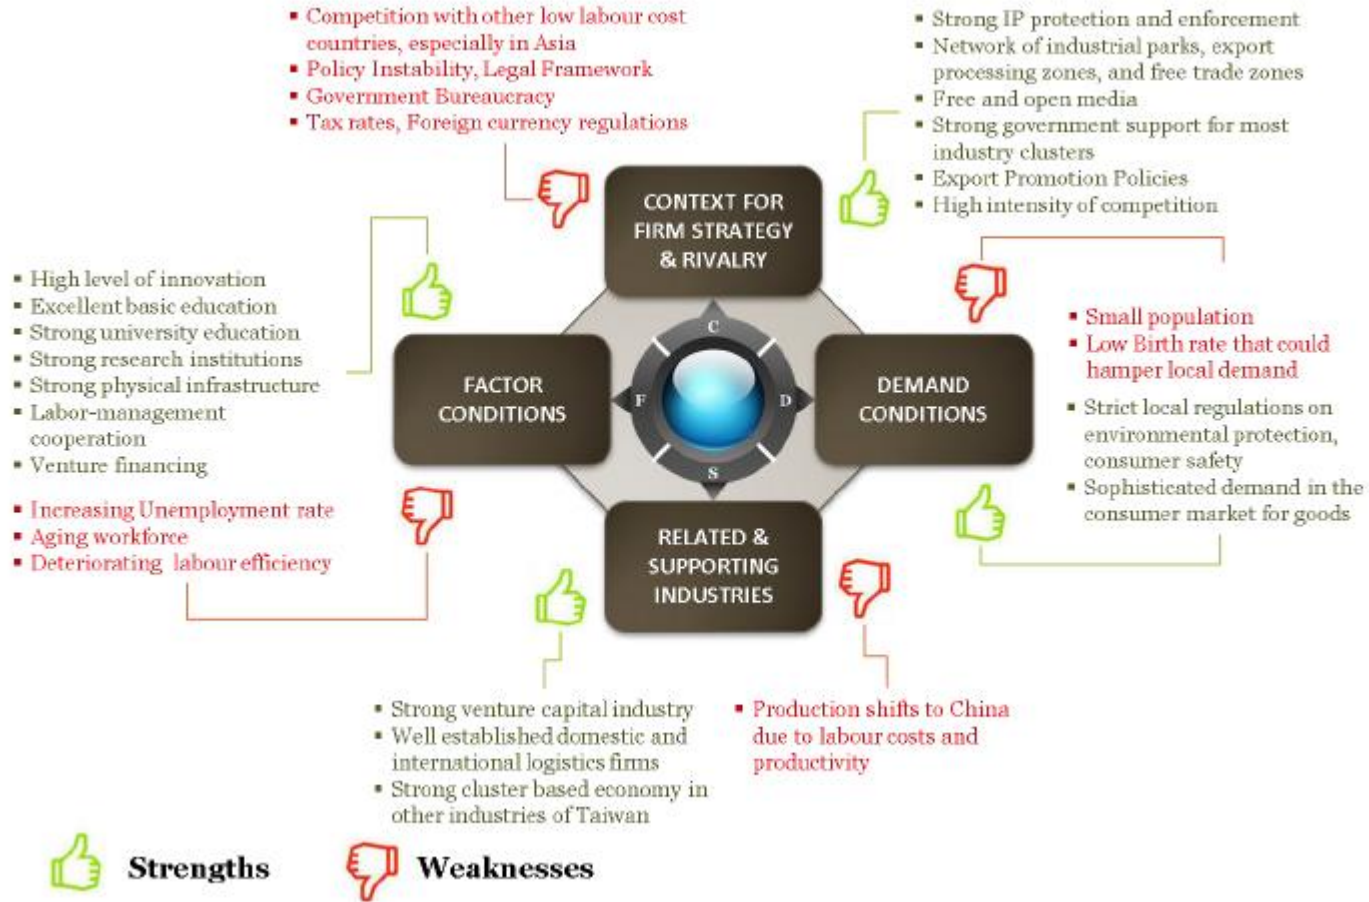 ▪ Competition with other low labour cost
countries, especially in Asia
▪ Policy Instability, Legal Framework
▪ Government Bureaucracy
▪ Tax rates, Foreign currency regulations
▪ Strong IP protection and enforcement
▪ Network of industrial parks, export
processing zones, and free trade zones
▪ Free and open media
▪ Strong government support for most
industry clusters
▪ Export Promotion Policies
▪ High intensity of competition
CONTEXT FOR
FIRM STRATEGY
& RIVALRY
▪ High level of innovation
▪ Excellent basic education
▪ Strong university education
▪ Strong research institutions
▪ Strong physical infrastructure
▪ Labor-management
cooperation
▪ Venture financing
▪ Increasing Unemployment rate
▪ Aging workforce
▪ Deteriorating labour efficiency
FACTOR
CONDITIONS
C
F
D
S
DEMAND
CONDITIONS
▪ Small population
▪ Low Birth rate that could
hamper local demand
▪ Strict local regulations on
environmental protection,
consumer safety
▪ Sophisticated demand in the
consumer market for goods
RELATED &
SUPPORTING
INDUSTRIES
▪ Strong venture capital industry
▪ Well established domestic and
international logistics firms
▪ Strong cluster based economy in
other industries of Taiwan
▪ Production shifts to China
due to labour costs and
productivity
Strengths
Weaknesses